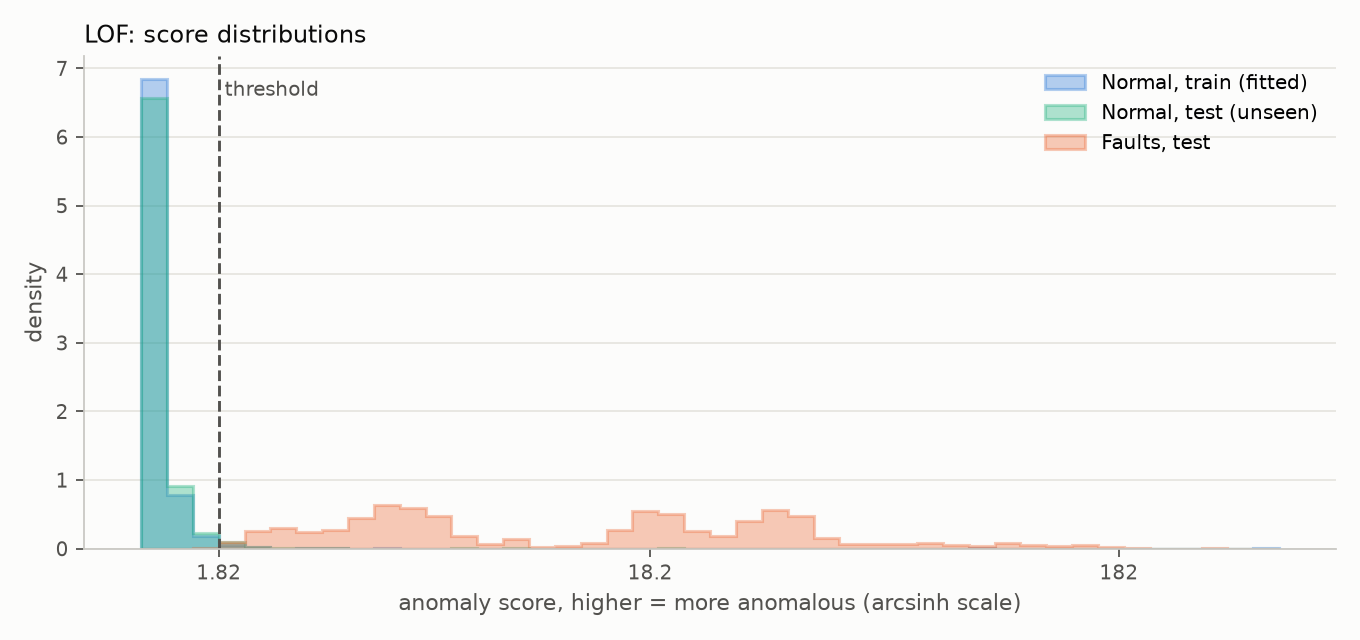 LOF: score distributions
threshold
Normal, train (fitted)
Normal, test (unseen)
Faults, test
density
7
6
5
4
3
2
1
0
1.82
18.2
182
anomaly score, higher = more anomalous (arcsinh scale)